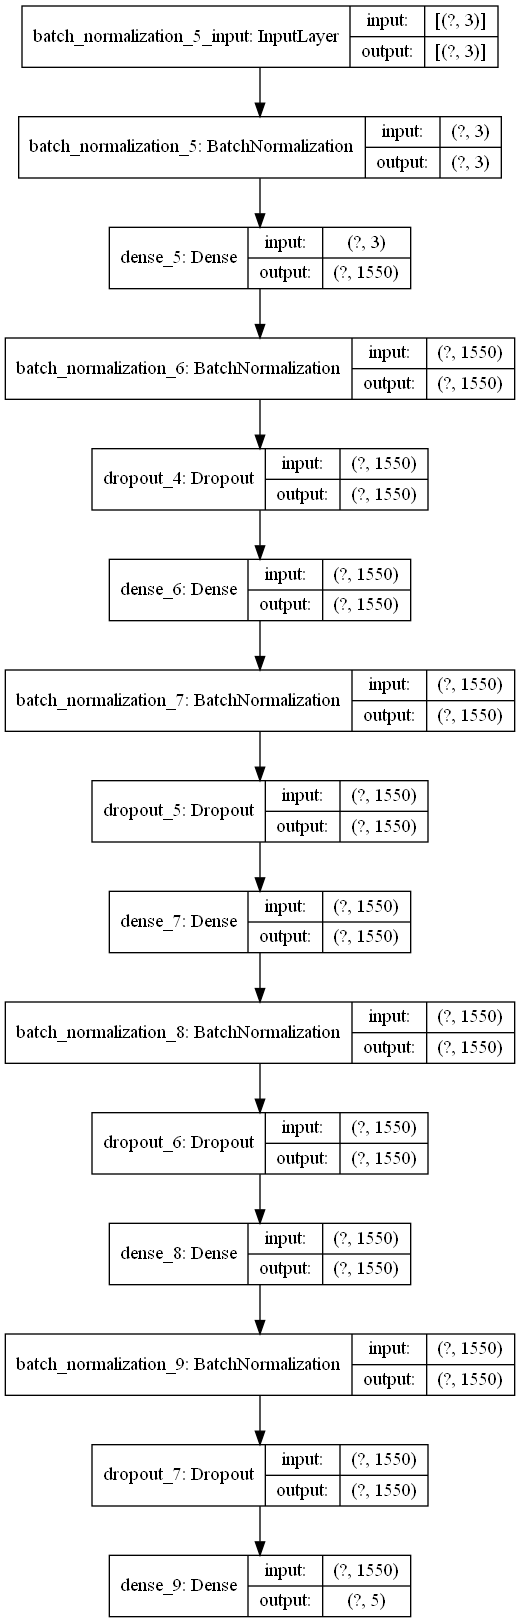 batch_normalization_5_input: InputLayer
input: [(?, 3)]
output: [(?, 3)]
batch_normalization_5: BatchNormalization
input: (?, 3)
output: (?, 3)
dense_5: Dense
input: (?, 3)
output: (?, 1550)
batch_normalization_6: BatchNormalization
input: (?, 1550)
output: (?, 1550)
dropout_4: Dropout
input: (?, 1550)
output: (?, 1550)
dense_6: Dense
input: (?, 1550)
output: (?, 1550)
batch_normalization_7: BatchNormalization
input: (?, 1550)
output: (?, 1550)
dropout_5: Dropout
input: (?, 1550)
output: (?, 1550)
dense_7: Dense
input: (?, 1550)
output: (?, 1550)
batch_normalization_8: BatchNormalization
input: (?, 1550)
output: (?, 1550)
dropout_6: Dropout
input: (?, 1550)
output: (?, 1550)
dense_8: Dense
input: (?, 1550)
output: (?, 1550)
batch_normalization_9: BatchNormalization
input: (?, 1550)
output: (?, 1550)
dropout_7: Dropout
input: (?, 1550)
output: (?, 1550)
dense_9: Dense
input: (?, 1550)
output: (?, 5)